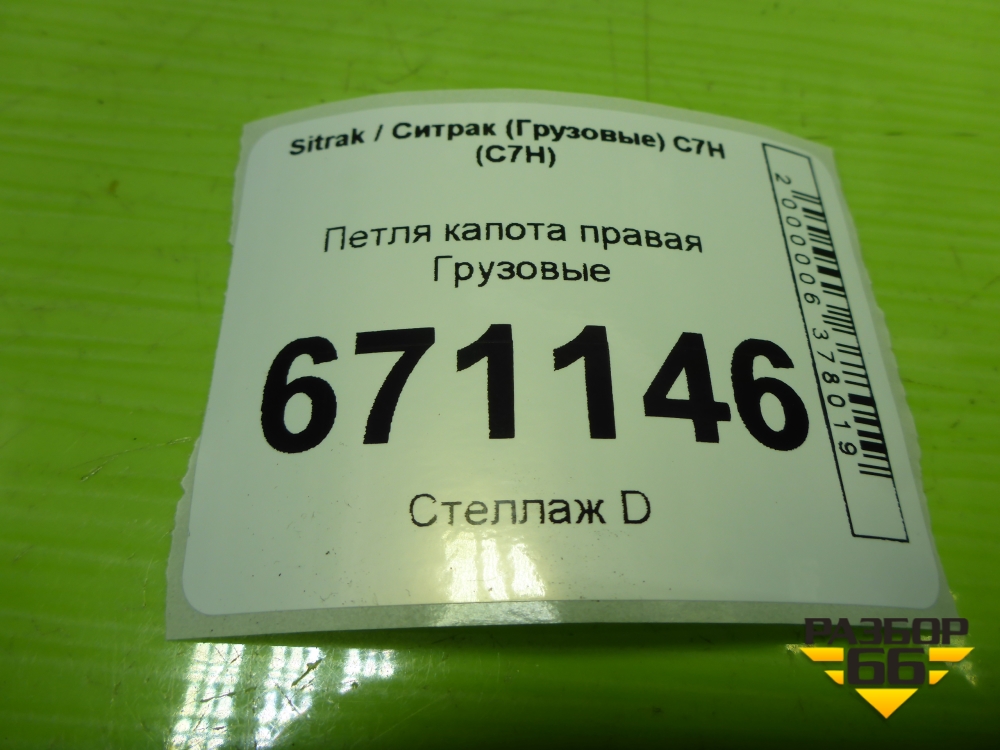 Sitrak / Ситрак (Грузовые) C7H
(C7H)
Петля капота правая
Грузовые
671146
Стеллаж D
2000006378019
РАЗБОР
66